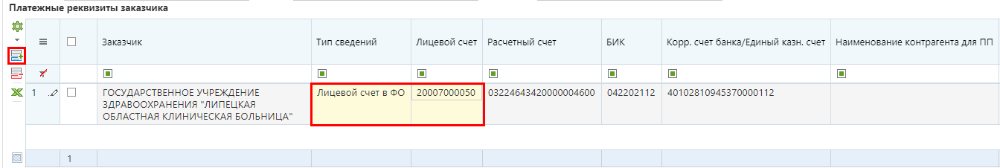 Платежные реквизиты заказчика
Заказчик Тип сведений Лицевой счет Расчетный счет БИК Корр. счет банка/Единый казн. счет Наименование контрагента для ПП
1 ГОСУДАРСТВЕННОЕ УЧРЕЖДЕНИЕ Лицевой счет в ФО 20007000050 03224643420000004600 042202112 40102810945370000112
ЗДРАВООХРАНЕНИЯ "ЛИПЕЦКАЯ
ОБЛАСТНАЯ КЛИНИЧЕСКАЯ БОЛЬНИЦА"
1